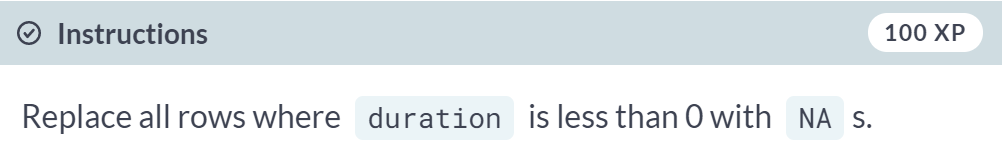 Instructions 100 XP
Replace all rows where duration is less than 0 with NA s.